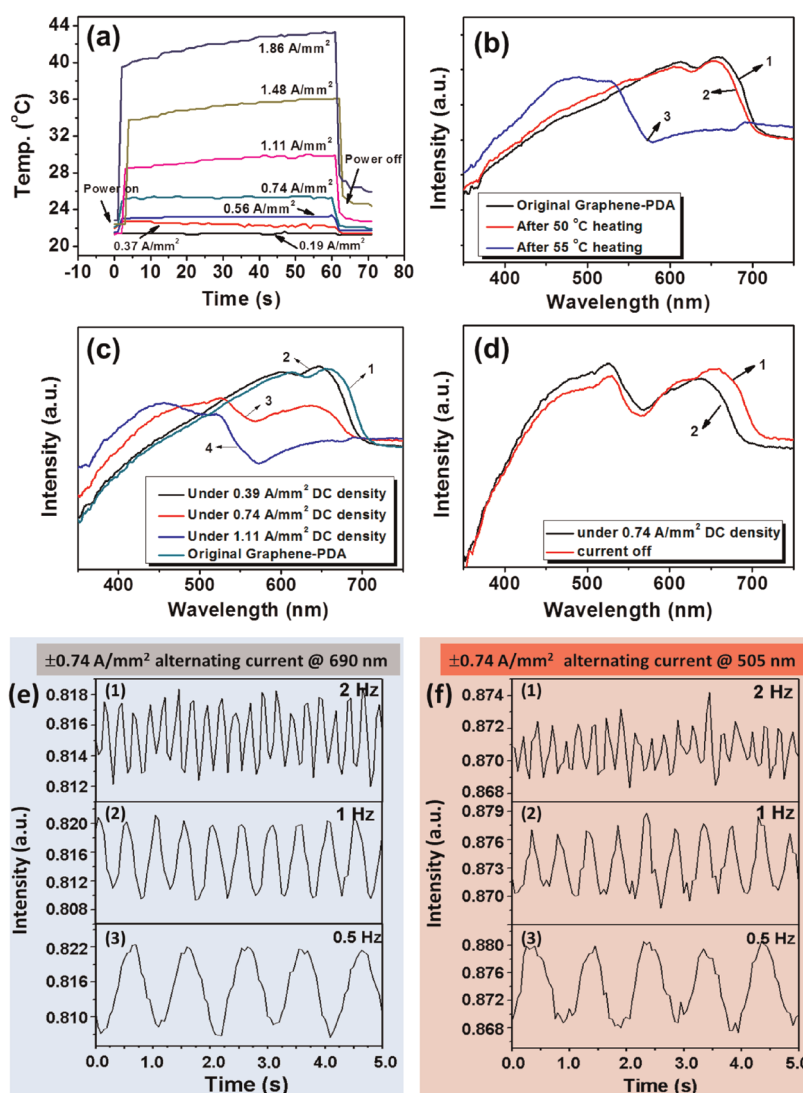 (a)
44
40
36
32
28
24
20
Temp. (°C)
1.86 A/mm²
1.48 A/mm²
1.11 A/mm²
Power off
Power on
0.74 A/mm²
0.56 A/mm²
0.37 A/mm²
0.19 A/mm²
-10 0 10 20 30 40 50 60 70 80
Time (s)
(b)
Intensity (a.u.)
1
2
3
Original Graphene-PDA
After 50 °C heating
After 55 °C heating
400 500 600 700
Wavelength (nm)
(c)
Intensity (a.u.)
2
1
3
4
Under 0.39 A/mm² DC density
Under 0.74 A/mm² DC density
Under 1.11 A/mm² DC density
Original Graphene-PDA
400 500 600 700
Wavelength (nm)
(d)
Intensity (a.u.)
1
2
under 0.74 A/mm² DC density
current off
400 500 600 700
Wavelength (nm)
±0.74 A/mm² alternating current @ 690 nm
(e)
Intensity (a.u.)
(1)
2 Hz
0.818
0.816
0.814
0.812
(2)
1 Hz
0.820
0.816
0.812
0.808
(3)
0.5 Hz
0.822
0.816
0.810
0.0 1.0 2.0 3.0 4.0 5.0
Time (s)
±0.74 A/mm² alternating current @ 505 nm
(f)
Intensity (a.u.)
(1)
2 Hz
0.874
0.872
0.870
0.868
(2)
1 Hz
0.879
0.876
0.873
0.870
(3)
0.5 Hz
0.880
0.876
0.872
0.868
0.0 1.0 2.0 3.0 4.0 5.0
Time (s)